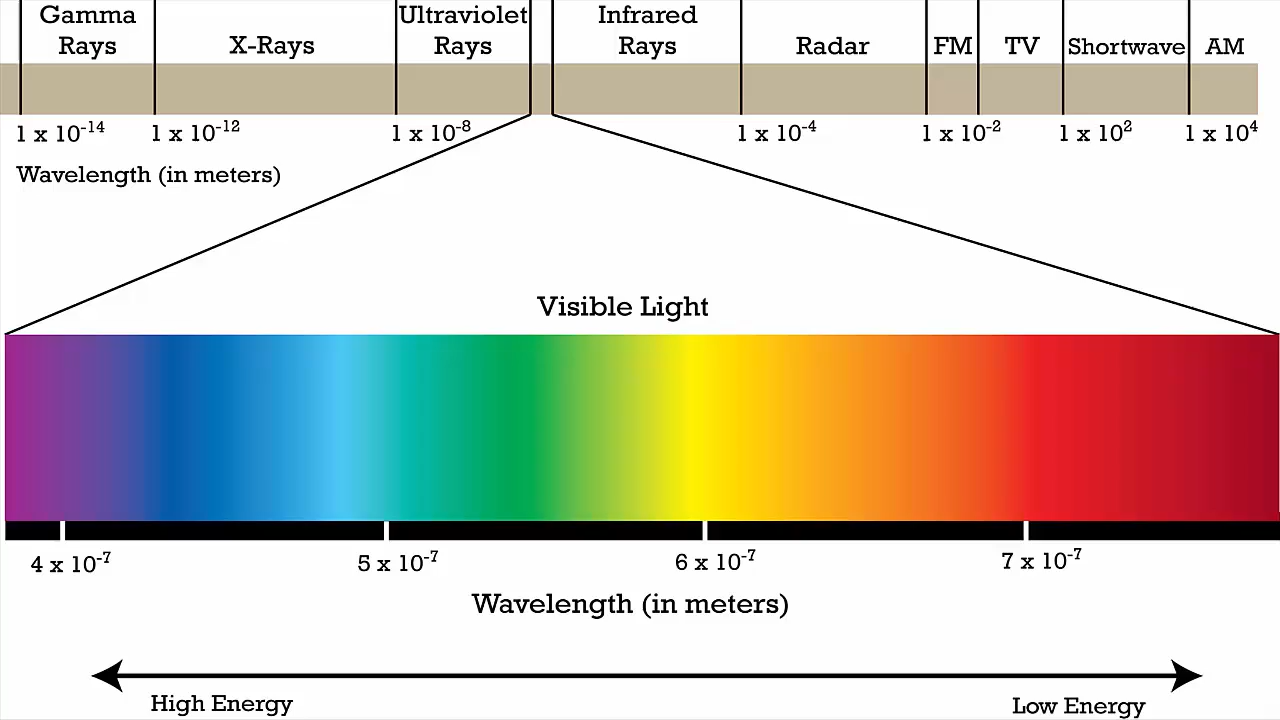 Gamma Rays
X-Rays
Ultraviolet Rays
Infrared Rays
Radar
FM
TV
Shortwave
AM
1 x 10⁻¹⁴
1 x 10⁻¹²
1 x 10⁻⁸
1 x 10⁻⁴
1 x 10⁻²
1 x 10²
1 x 10⁴
Wavelength (in meters)
Visible Light
4 x 10⁻⁷
5 x 10⁻⁷
6 x 10⁻⁷
7 x 10⁻⁷
Wavelength (in meters)
High Energy
Low Energy